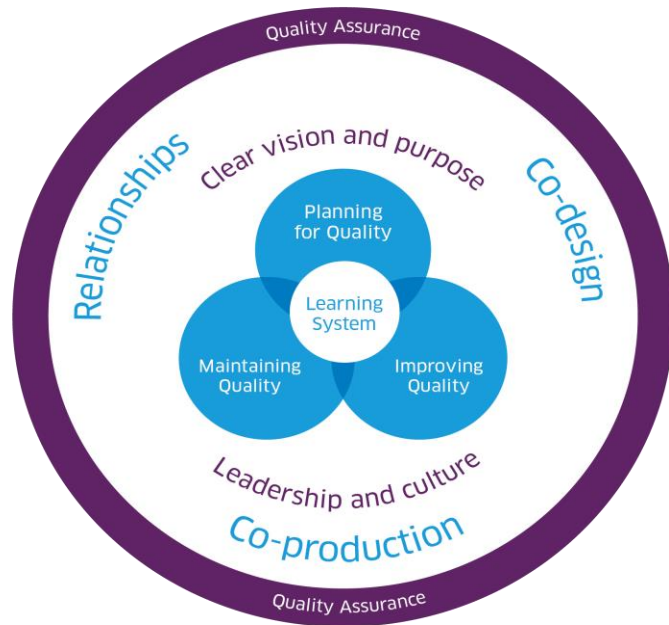 Quality Assurance
Clear vision and purpose
Relationships
Co-design
Planning
for Quality
Learning
System
Maintaining
Quality
Improving
Quality
Leadership and culture
Co-production
Quality Assurance